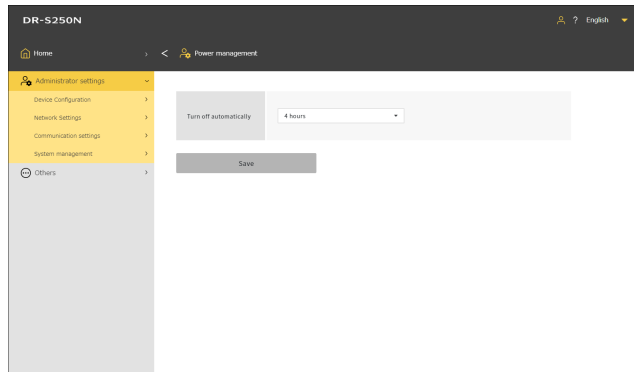 DR-S250N
? English
Home
Power management
Administrator settings
Device Configuration
Network Settings
Communication settings
System management
Others
Turn off automatically
4 hours
Save